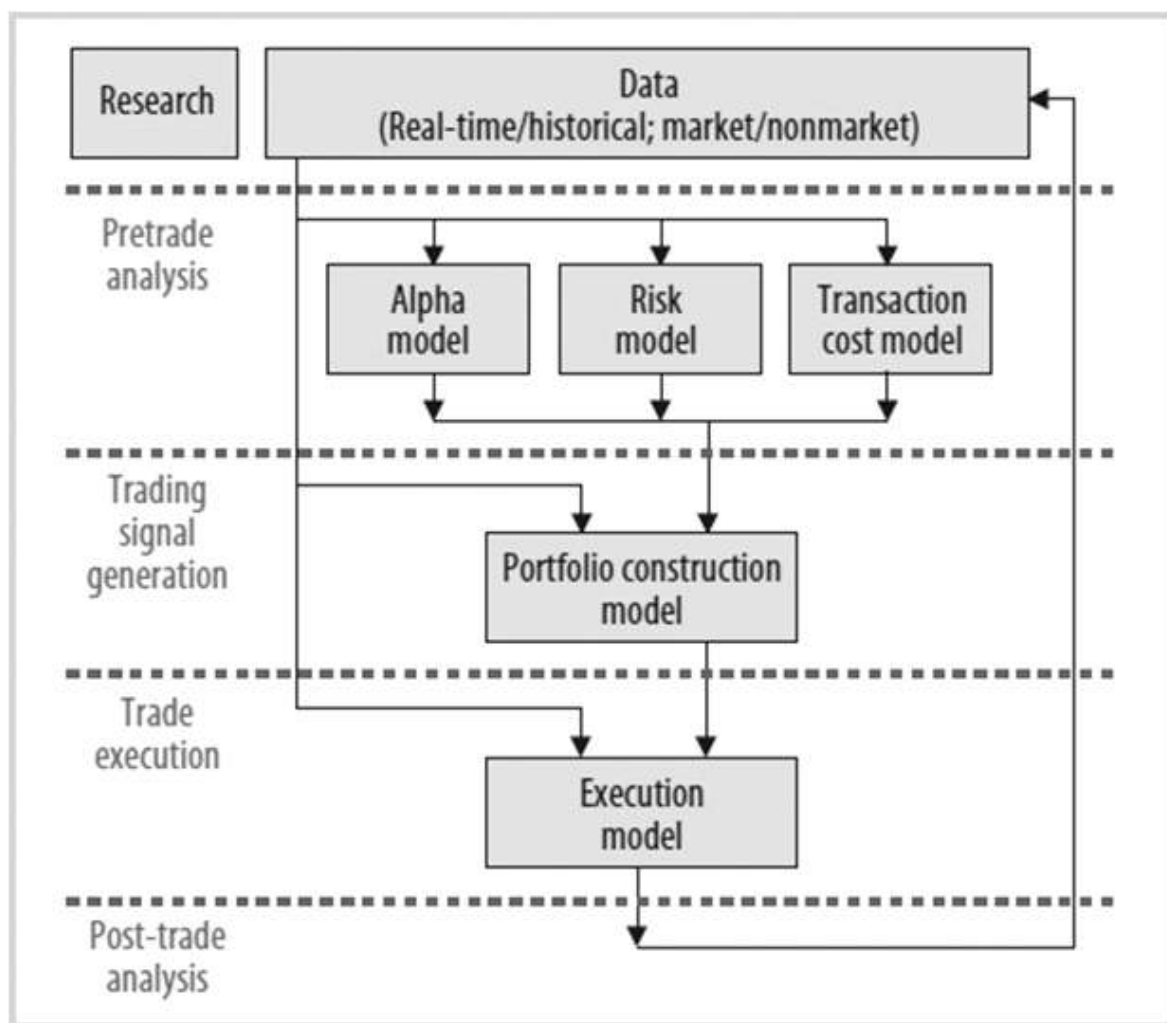 Research
Data
(Real-time/historical; market/nonmarket)
Pretrade
analysis
Alpha
model
Risk
model
Transaction
cost model
Trading
signal
generation
Portfolio construction
model
Trade
execution
Execution
model
Post-trade
analysis